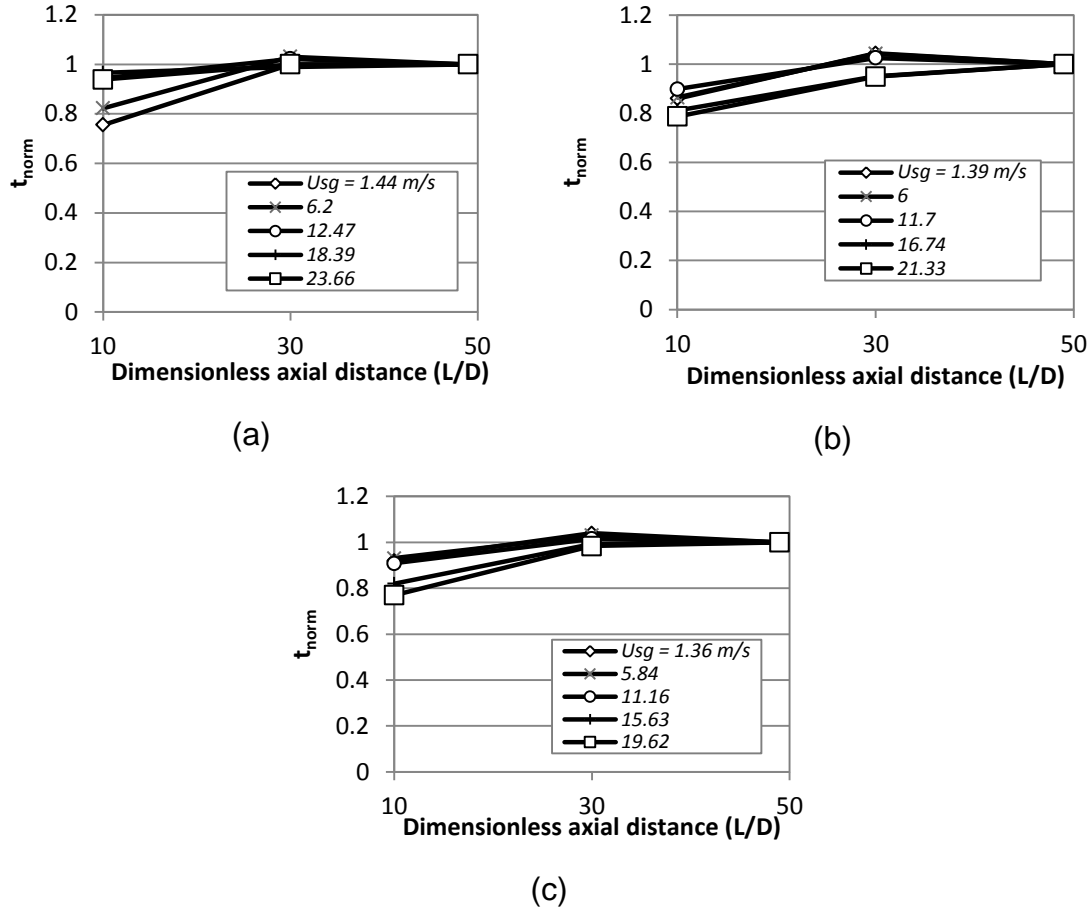 1.2
1
0.8
0.6
0.4
0.2
0
t_norm
Usg = 1.44 m/s
6.2
12.47
18.39
23.66
10 30 50
Dimensionless axial distance (L/D)
(a)
1.2
1
0.8
0.6
0.4
0.2
0
t_norm
Usg = 1.39 m/s
6
11.7
16.74
21.33
10 30 50
Dimensionless axial distance (L/D)
(b)
1.2
1
0.8
0.6
0.4
0.2
0
t_norm
Usg = 1.36 m/s
5.84
11.16
15.63
19.62
10 30 50
Dimensionless axial distance (L/D)
(c)